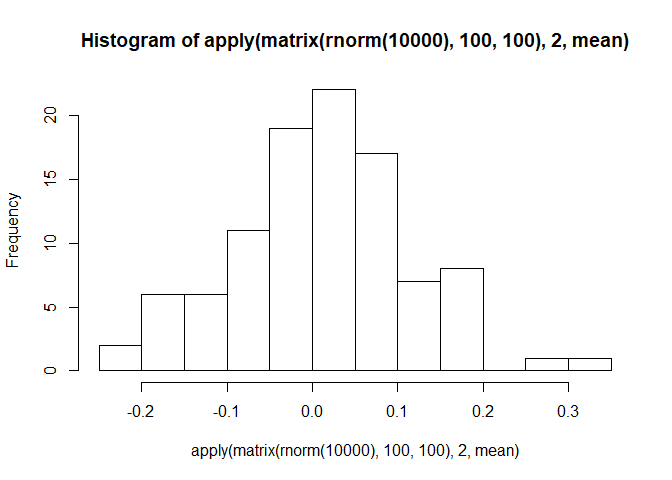 Histogram of apply(matrix(rnorm(10000), 100, 100), 2, mean)
Frequency
20
15
10
5
0
-0.2 -0.1 0.0 0.1 0.2 0.3
apply(matrix(rnorm(10000), 100, 100), 2, mean)